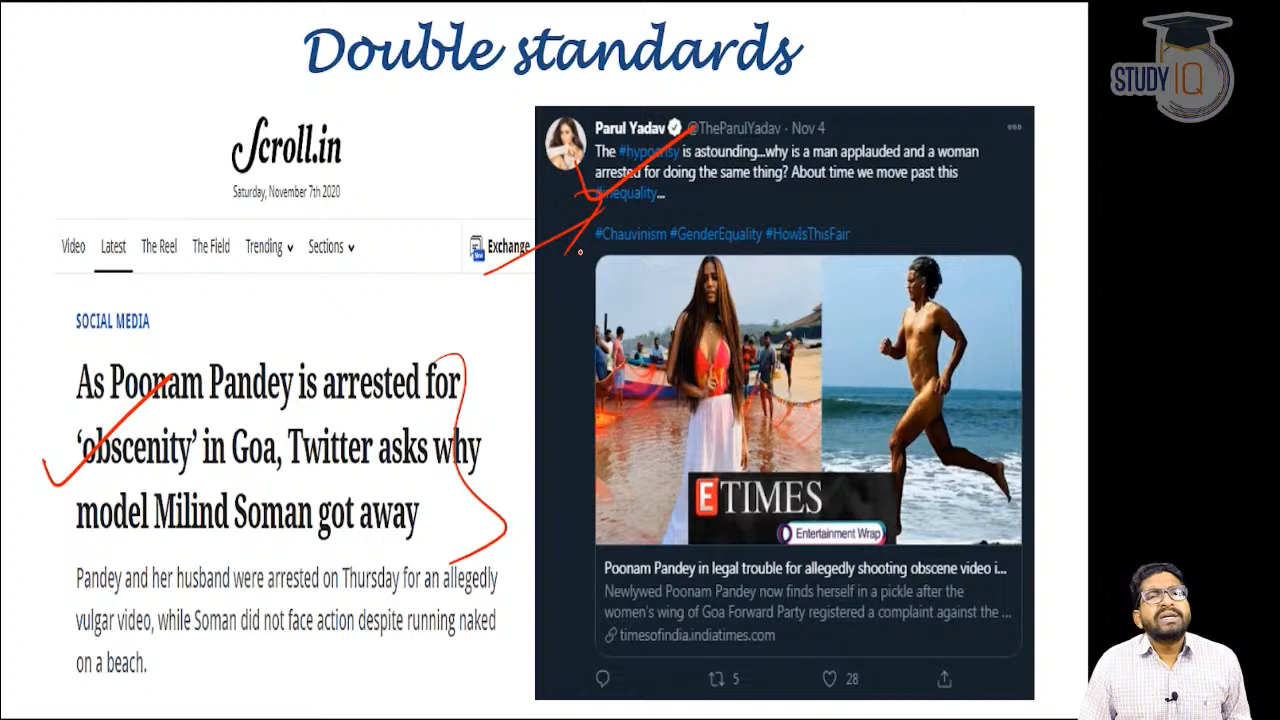 Double standards
STUDY IQ
Scroll.in
Saturday, November 7th 2020
Video Latest The Reel The Field Trending Sections Exchange
SOCIAL MEDIA
As Poonam Pandey is arrested for
‘obscenity’ in Goa, Twitter asks why
model Milind Soman got away
Pandey and her husband were arrested on Thursday for an allegedly
vulgar video, while Soman did not face action despite running naked
on a beach.
Parul Yadav @TheParulYadav · Nov 4
The #hypocrisy is astounding...why is a man applauded and a woman
arrested for doing the same thing? About time we move past this
#inequality...
#Chauvinism #GenderEquality #HowIsThisFair
E TIMES
Entertainment Wrap
Poonam Pandey in legal trouble for allegedly shooting obscene video i...
Newlywed Poonam Pandey now finds herself in a pickle after the
women's wing of Goa Forward Party registered a complaint against the ...
timesofindia.indiatimes.com
5 28